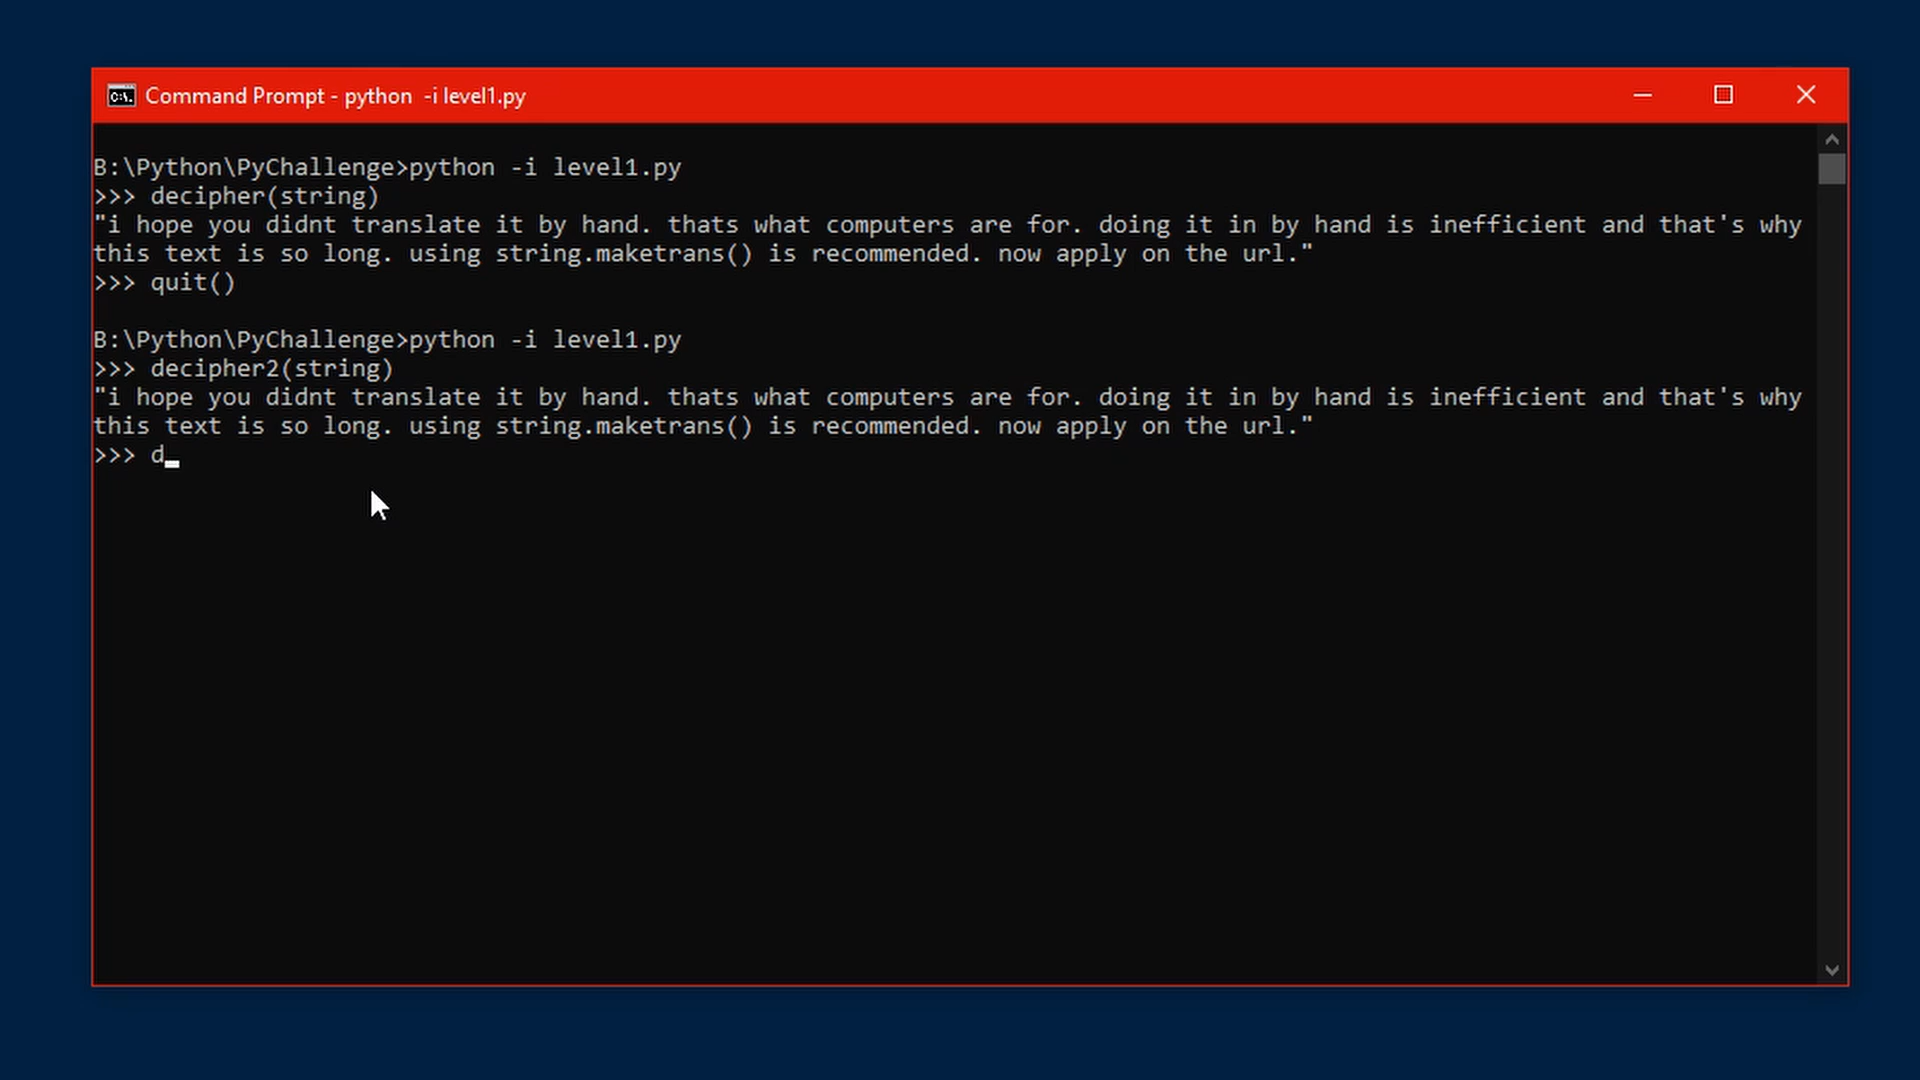 Command Prompt - python  -i level1.py
B:\Python\PyChallenge>python -i level1.py
>>> decipher(string)
"i hope you didnt translate it by hand. thats what computers are for. doing it in by hand is inefficient and that's why
this text is so long. using string.maketrans() is recommended. now apply on the url."
>>> quit()
B:\Python\PyChallenge>python -i level1.py
>>> decipher2(string)
"i hope you didnt translate it by hand. thats what computers are for. doing it in by hand is inefficient and that's why
this text is so long. using string.maketrans() is recommended. now apply on the url."
>>> d